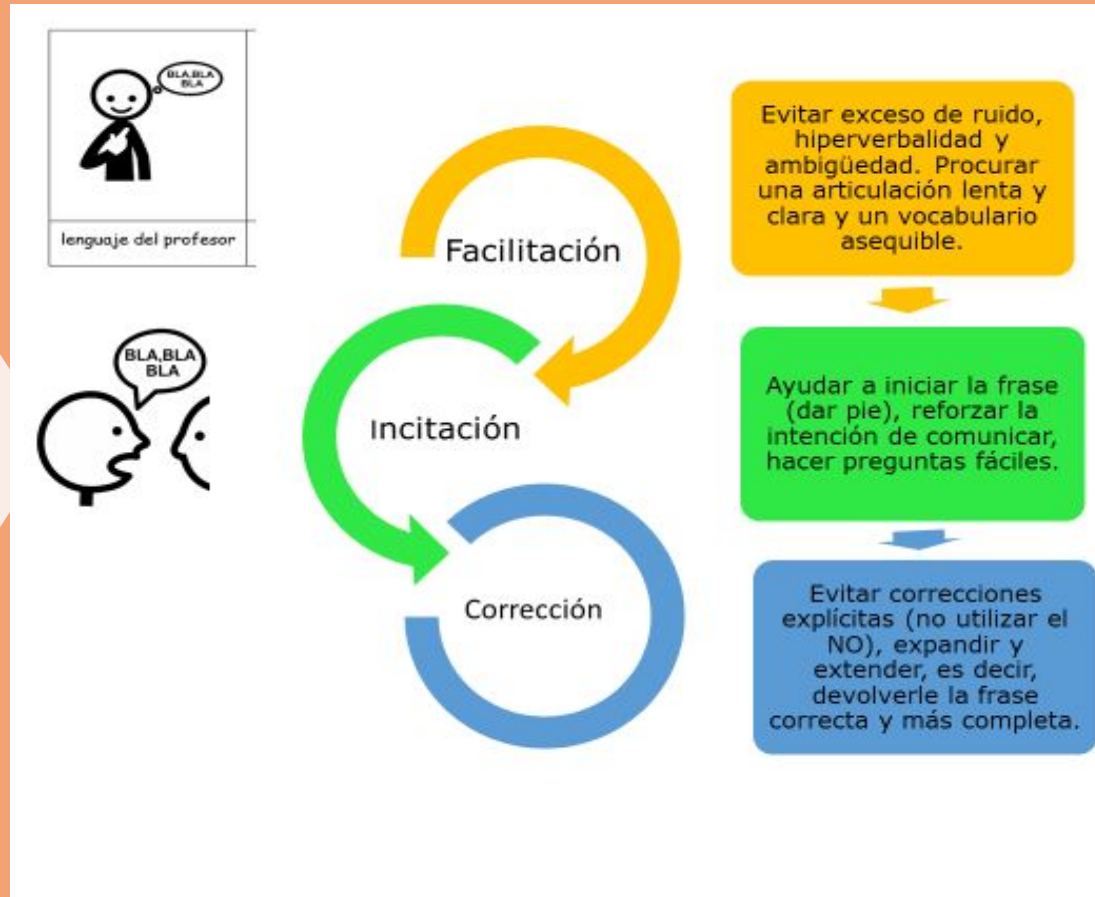 BLA,BLA
BLA
lenguaje del profesor
BLA,BLA
BLA
Facilitación
Evitar exceso de ruido,
hiperverbalidad y
ambigüedad. Procurar
una articulación lenta y
clara y un vocabulario
asequible.
Incitación
Ayudar a iniciar la frase
(dar pie), reforzar la
intención de comunicar,
hacer preguntas fáciles.
Corrección
Evitar correcciones
explícitas (no utilizar el
NO), expandir y
extender, es decir,
devolverle la frase
correcta y más completa.